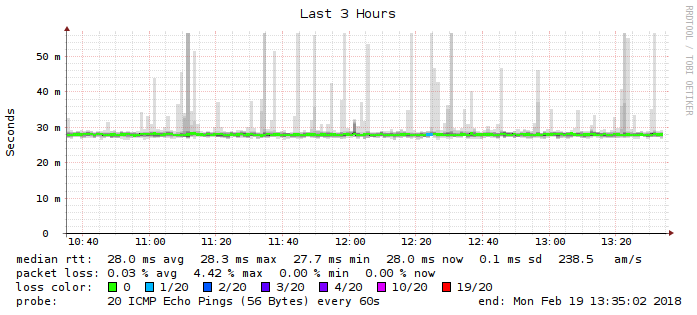 Last 3 Hours
RRDTOOL / TOBI OETIKER
Seconds
50 m
40 m
30 m
20 m
10 m
0
10:40 11:00 11:20 11:40 12:00 12:20 12:40 13:00 13:20
median rtt: 28.0 ms avg 28.3 ms max 27.7 ms min 28.0 ms now 0.1 ms sd 238.5 am/s
packet loss: 0.03 % avg 4.42 % max 0.00 % min 0.00 % now
loss color: 0 1/20 2/20 3/20 4/20 10/20 19/20
probe: 20 ICMP Echo Pings (56 Bytes) every 60s end: Mon Feb 19 13:35:02 2018